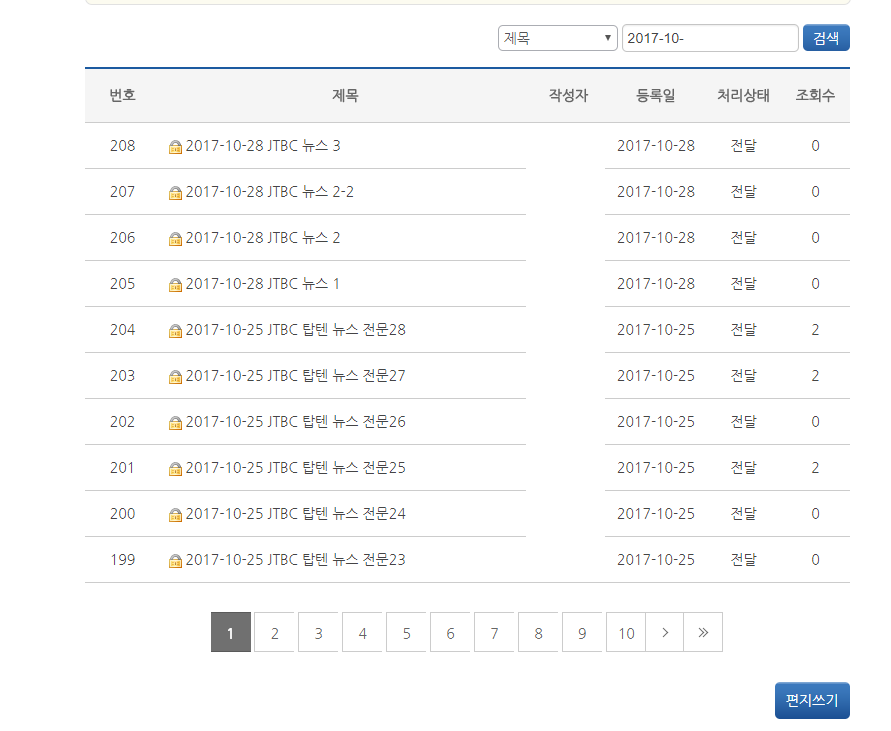 제목 2017-10- 검색
번호 제목 작성자 등록일 처리상태 조회수
208 2017-10-28 JTBC 뉴스 3 2017-10-28 전달 0
207 2017-10-28 JTBC 뉴스 2-2 2017-10-28 전달 0
206 2017-10-28 JTBC 뉴스 2 2017-10-28 전달 0
205 2017-10-28 JTBC 뉴스 1 2017-10-28 전달 0
204 2017-10-25 JTBC 탑텐 뉴스 전문28 2017-10-25 전달 2
203 2017-10-25 JTBC 탑텐 뉴스 전문27 2017-10-25 전달 2
202 2017-10-25 JTBC 탑텐 뉴스 전문26 2017-10-25 전달 0
201 2017-10-25 JTBC 탑텐 뉴스 전문25 2017-10-25 전달 2
200 2017-10-25 JTBC 탑텐 뉴스 전문24 2017-10-25 전달 0
199 2017-10-25 JTBC 탑텐 뉴스 전문23 2017-10-25 전달 0
1 2 3 4 5 6 7 8 9 10 > »
편지쓰기